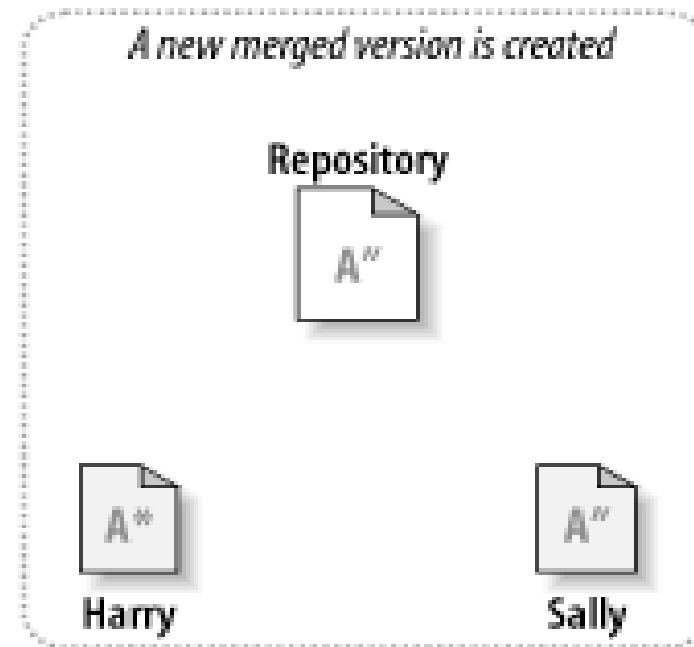 A new merged version is created
Repository
A″
A*
A″
Harry
Sally